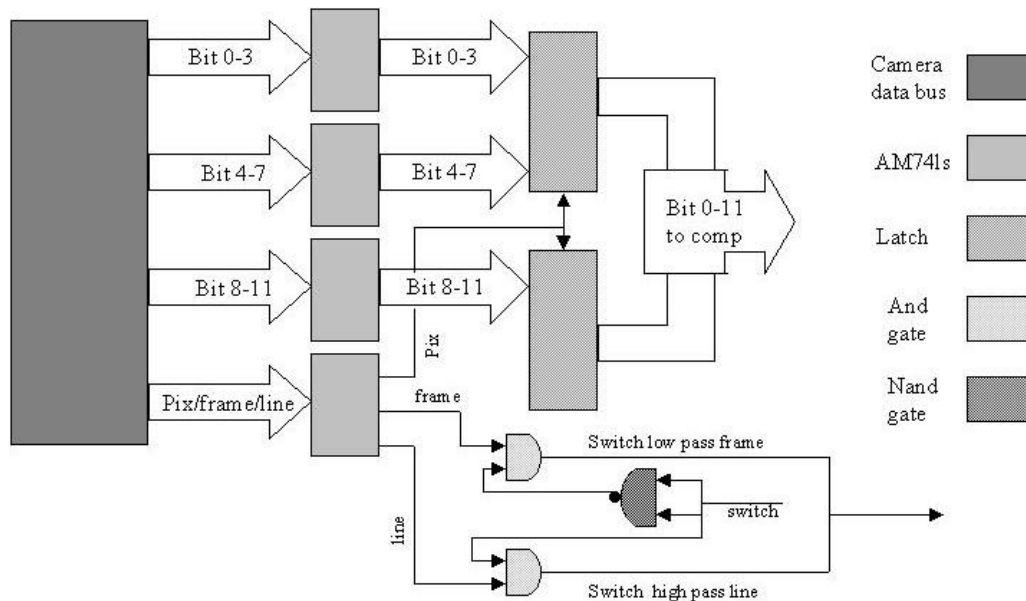 Bit 0-3
Bit 0-3
Camera
data bus
Bit 4-7
Bit 4-7
AM74ls
Bit 0-11
to comp
Latch
Bit 8-11
Bit 8-11
And
gate
Pix
Pix/frame/line
frame
Nand
gate
Switch low pass frame
switch
line
Switch high pass line